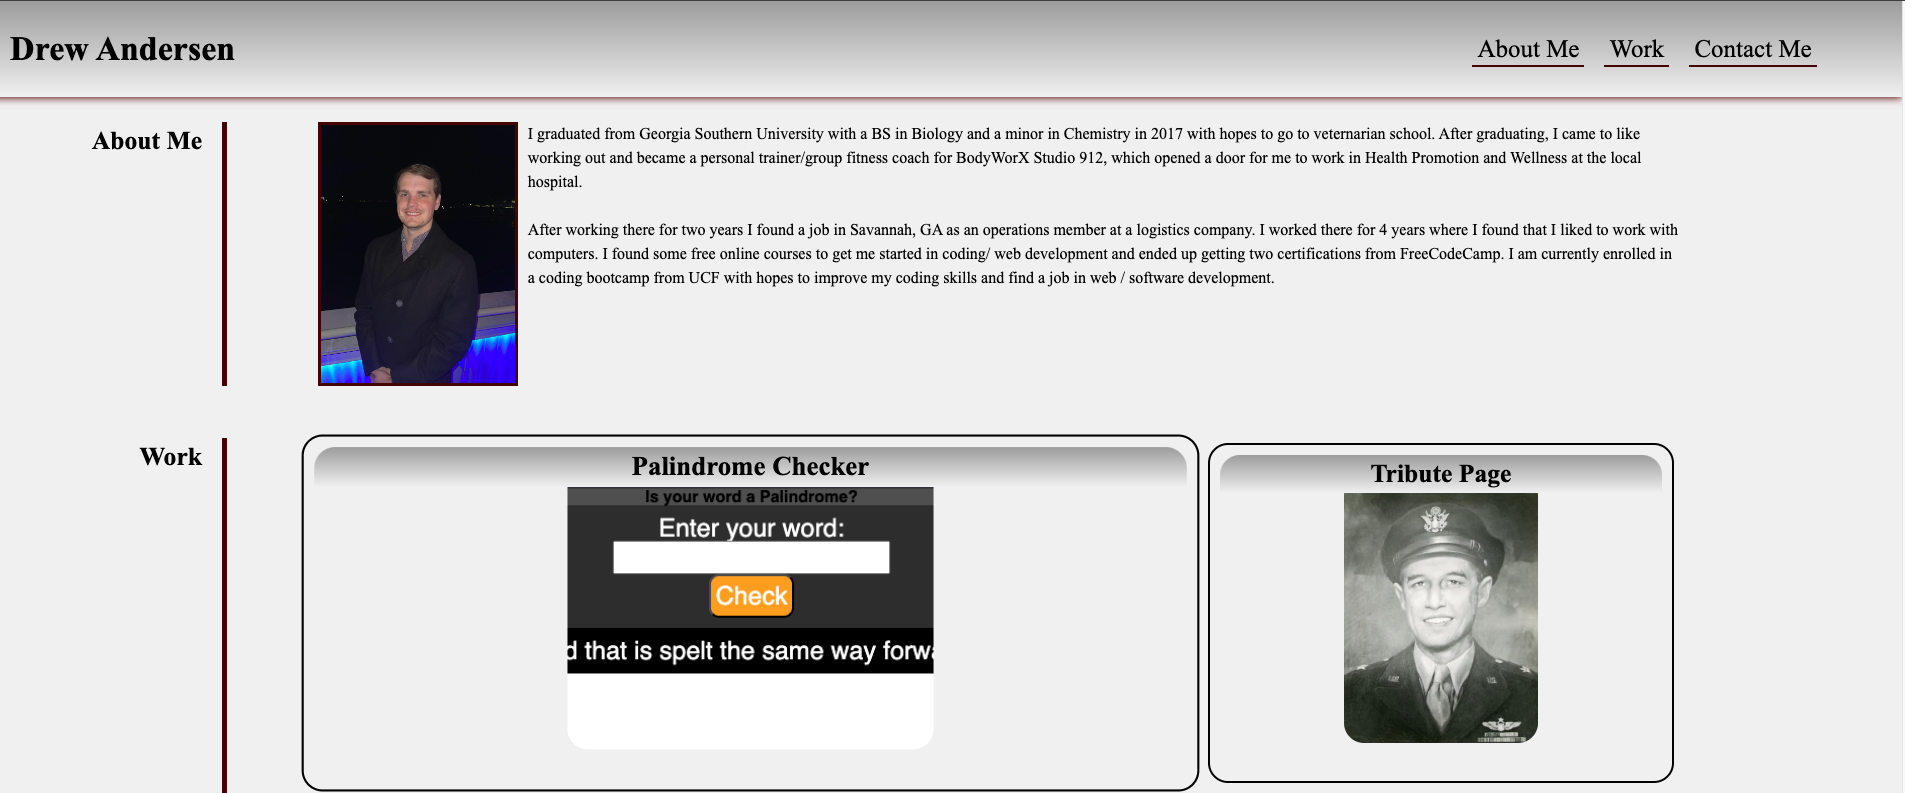 Drew Andersen
About Me
Work
Contact Me
About Me
I graduated from Georgia Southern University with a BS in Biology and a minor in Chemistry in 2017 with hopes to go to veternarian school. After graduating, I came to like
working out and became a personal trainer/group fitness coach for BodyWorX Studio 912, which opened a door for me to work in Health Promotion and Wellness at the local
hospital.
After working there for two years I found a job in Savannah, GA as an operations member at a logistics company. I worked there for 4 years where I found that I liked to work with
computers. I found some free online courses to get me started in coding/ web development and ended up getting two certifications from FreeCodeCamp. I am currently enrolled in
a coding bootcamp from UCF with hopes to improve my coding skills and find a job in web / software development.
Work
Palindrome Checker
Is your word a Palindrome?
Enter your word:
Check
d that is spelt the same way forwa
Tribute Page